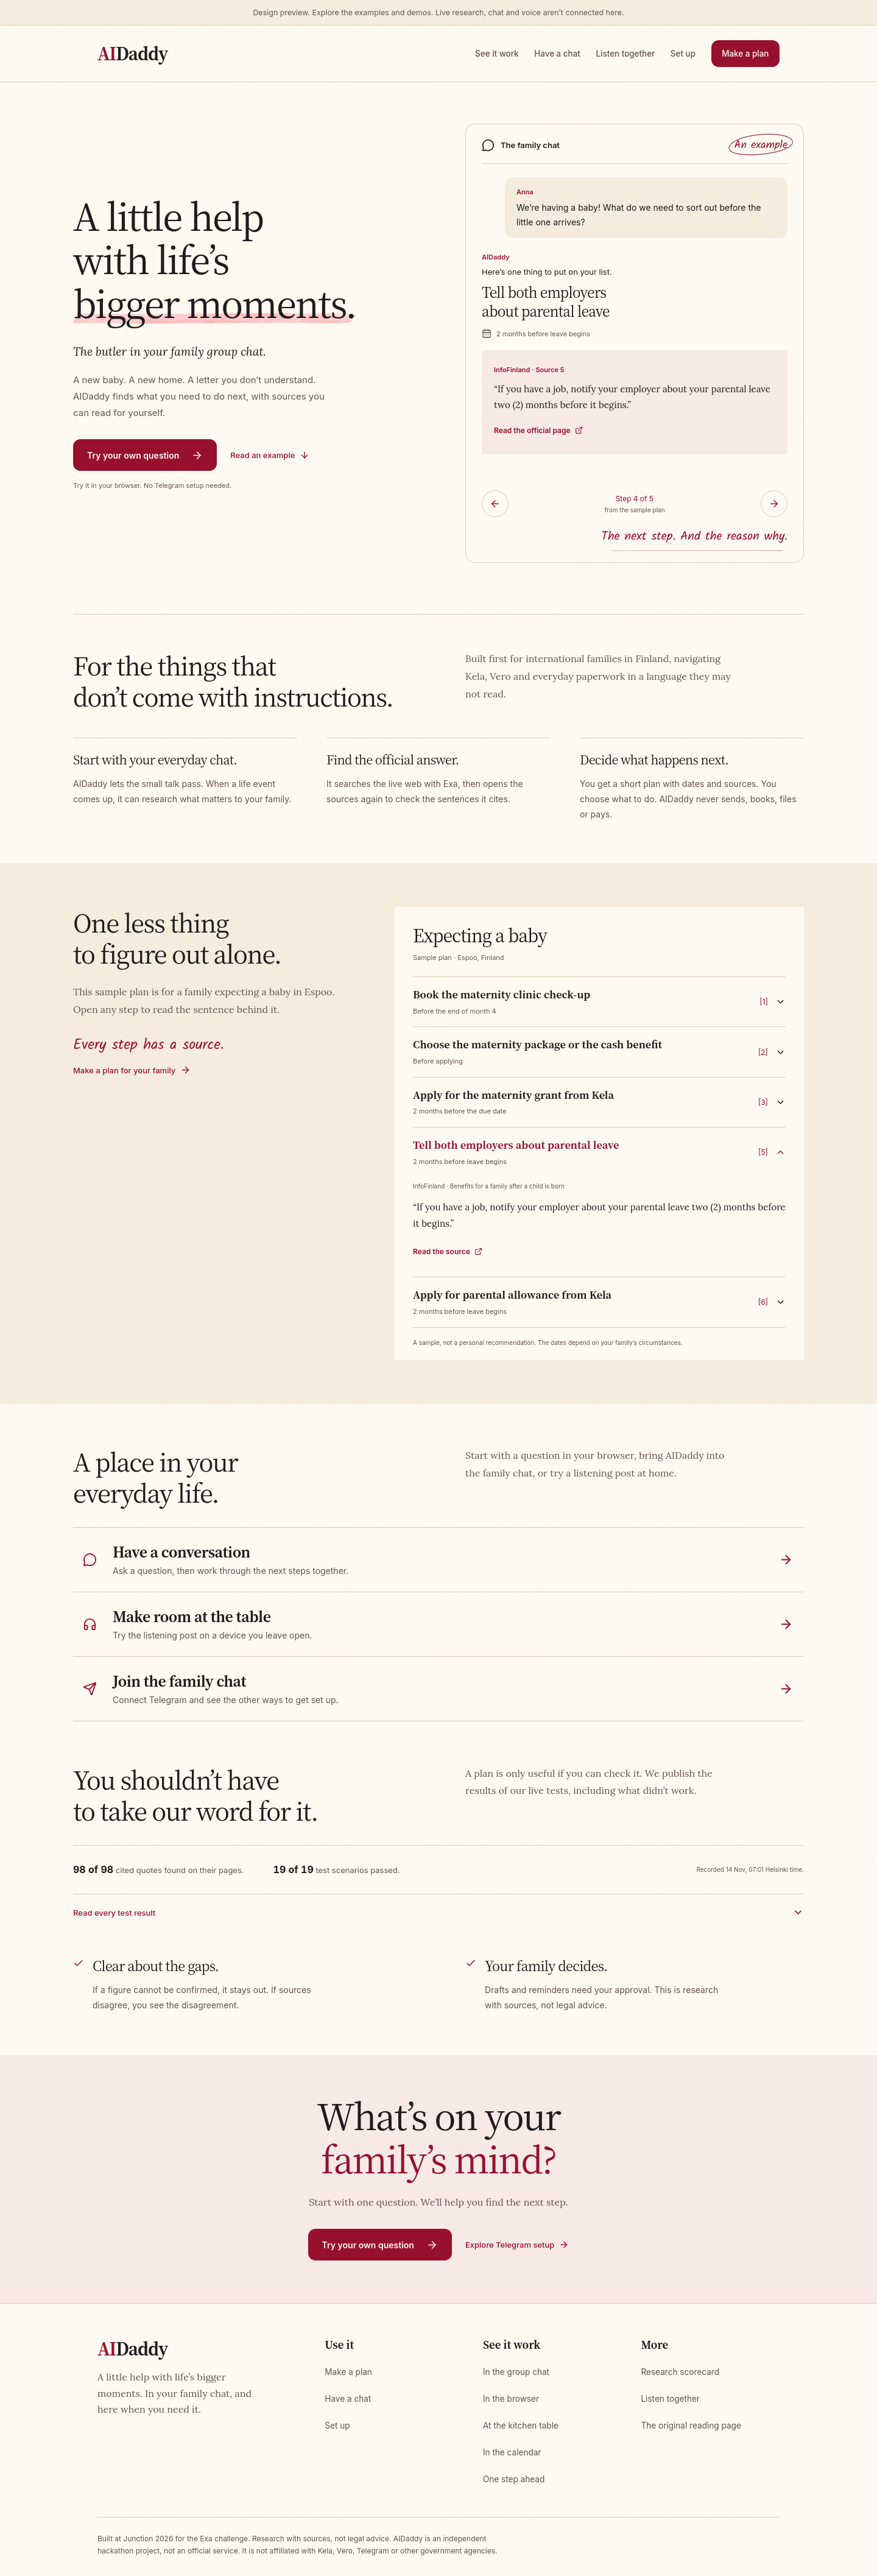 Design preview. Explore the examples and demos. Live research, chat and voice aren’t connected here.
AIDaddy
See it work
Have a chat
Listen together
Set up
Make a plan
A little help
with life’s
bigger moments.
The butler in your family group chat.
A new baby. A new home. A letter you don’t understand.
AIDaddy finds what you need to do next, with sources you
can read for yourself.
Try your own question
Read an example
Try it in your browser. No Telegram setup needed.
The family chat
An example
Anna
We’re having a baby! What do we need to sort out before the
little one arrives?
AIDaddy
Here’s one thing to put on your list.
Tell both employers
about parental leave
2 months before leave begins
InfoFinland · Source 5
“If you have a job, notify your employer about your parental leave
two (2) months before it begins.”
Read the official page
Step 4 of 5
from the sample plan
The next step. And the reason why.
For the things that
don’t come with instructions.
Built first for international families in Finland, navigating
Kela, Vero and everyday paperwork in a language they may
not read.
Start with your everyday chat.
AIDaddy lets the small talk pass. When a life event
comes up, it can research what matters to your family.
Find the official answer.
It searches the live web with Exa, then opens the
sources again to check the sentences it cites.
Decide what happens next.
You get a short plan with dates and sources. You
choose what to do. AIDaddy never sends, books, files
or pays.
One less thing
to figure out alone.
This sample plan is for a family expecting a baby in Espoo.
Open any step to read the sentence behind it.
Every step has a source.
Make a plan for your family
Expecting a baby
Sample plan · Espoo, Finland
Book the maternity clinic check-up
Before the end of month 4
[1]
Choose the maternity package or the cash benefit
Before applying
[2]
Apply for the maternity grant from Kela
2 months before the due date
[3]
Tell both employers about parental leave
2 months before leave begins
[5]
InfoFinland · Benefits for a family after a child is born
“If you have a job, notify your employer about your parental leave two (2) months before
it begins.”
Read the source
Apply for parental allowance from Kela
2 months before leave begins
[6]
A sample, not a personal recommendation. The dates depend on your family’s circumstances.
A place in your
everyday life.
Start with a question in your browser, bring AIDaddy into
the family chat, or try a listening post at home.
Have a conversation
Ask a question, then work through the next steps together.
Make room at the table
Try the listening post on a device you leave open.
Join the family chat
Connect Telegram and see the other ways to get set up.
You shouldn’t have
to take our word for it.
A plan is only useful if you can check it. We publish the
results of our live tests, including what didn’t work.
98 of 98 cited quotes found on their pages.
19 of 19 test scenarios passed.
Recorded 14 Nov, 07:01 Helsinki time.
Read every test result
Clear about the gaps.
If a figure cannot be confirmed, it stays out. If sources
disagree, you see the disagreement.
Your family decides.
Drafts and reminders need your approval. This is research
with sources, not legal advice.
What’s on your
family’s mind?
Start with one question. We’ll help you find the next step.
Try your own question
Explore Telegram setup
AIDaddy
A little help with life’s bigger
moments. In your family chat, and
here when you need it.
Use it
Make a plan
Have a chat
Set up
See it work
In the group chat
In the browser
At the kitchen table
In the calendar
One step ahead
More
Research scorecard
Listen together
The original reading page
Built at Junction 2026 for the Exa challenge. Research with sources, not legal advice. AIDaddy is an independent
hackathon project, not an official service. It is not affiliated with Kela, Vero, Telegram or other government agencies.